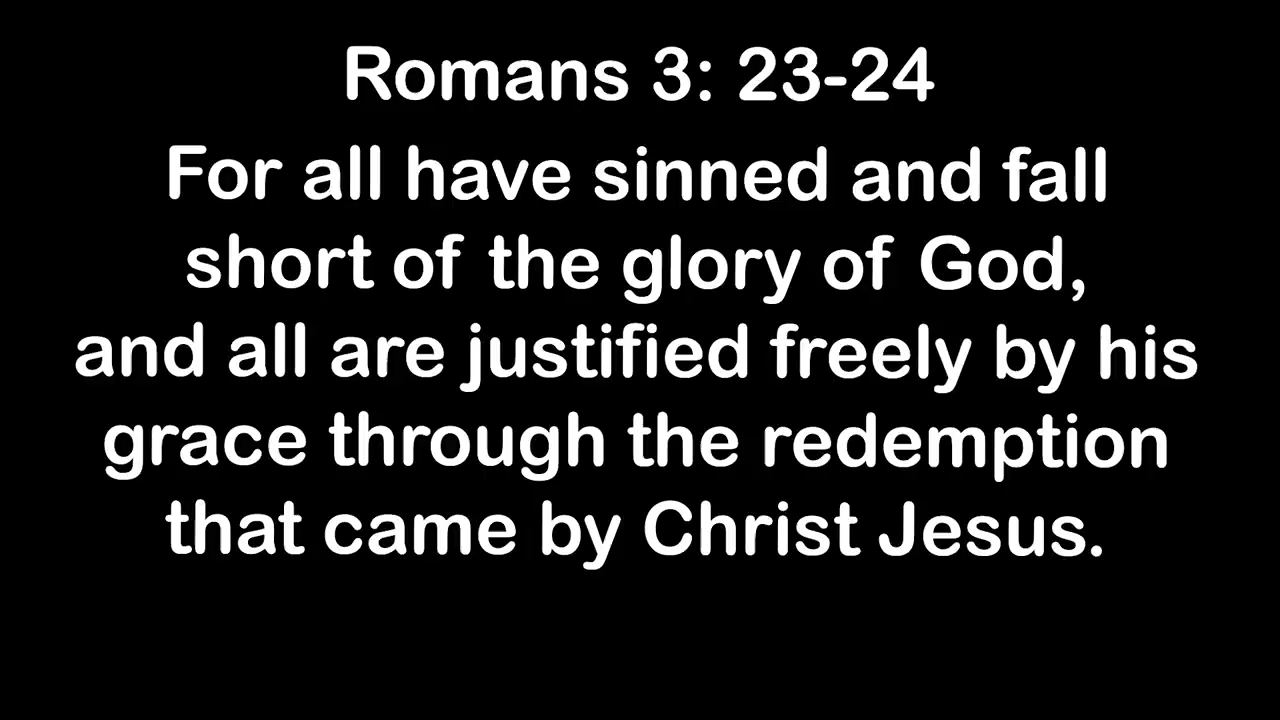 Romans 3: 23-24
For all have sinned and fall
short of the glory of God,
and all are justified freely by his
grace through the redemption
that came by Christ Jesus.